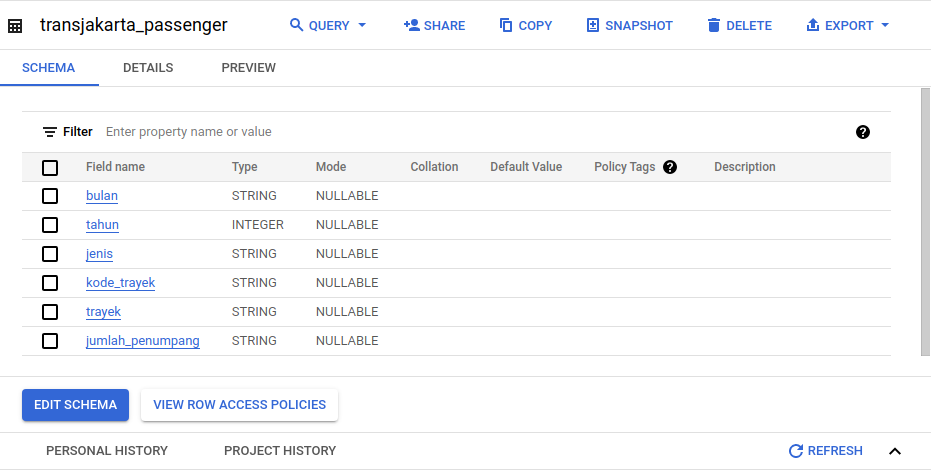 transjakarta_passenger QUERY SHARE COPY SNAPSHOT DELETE EXPORT
SCHEMA DETAILS PREVIEW
Filter Enter property name or value ?
Field name Type Mode Collation Default Value Policy Tags ? Description
bulan STRING NULLABLE
tahun INTEGER NULLABLE
jenis STRING NULLABLE
kode_trayek STRING NULLABLE
trayek STRING NULLABLE
jumlah_penumpang STRING NULLABLE
EDIT SCHEMA VIEW ROW ACCESS POLICIES
PERSONAL HISTORY PROJECT HISTORY REFRESH